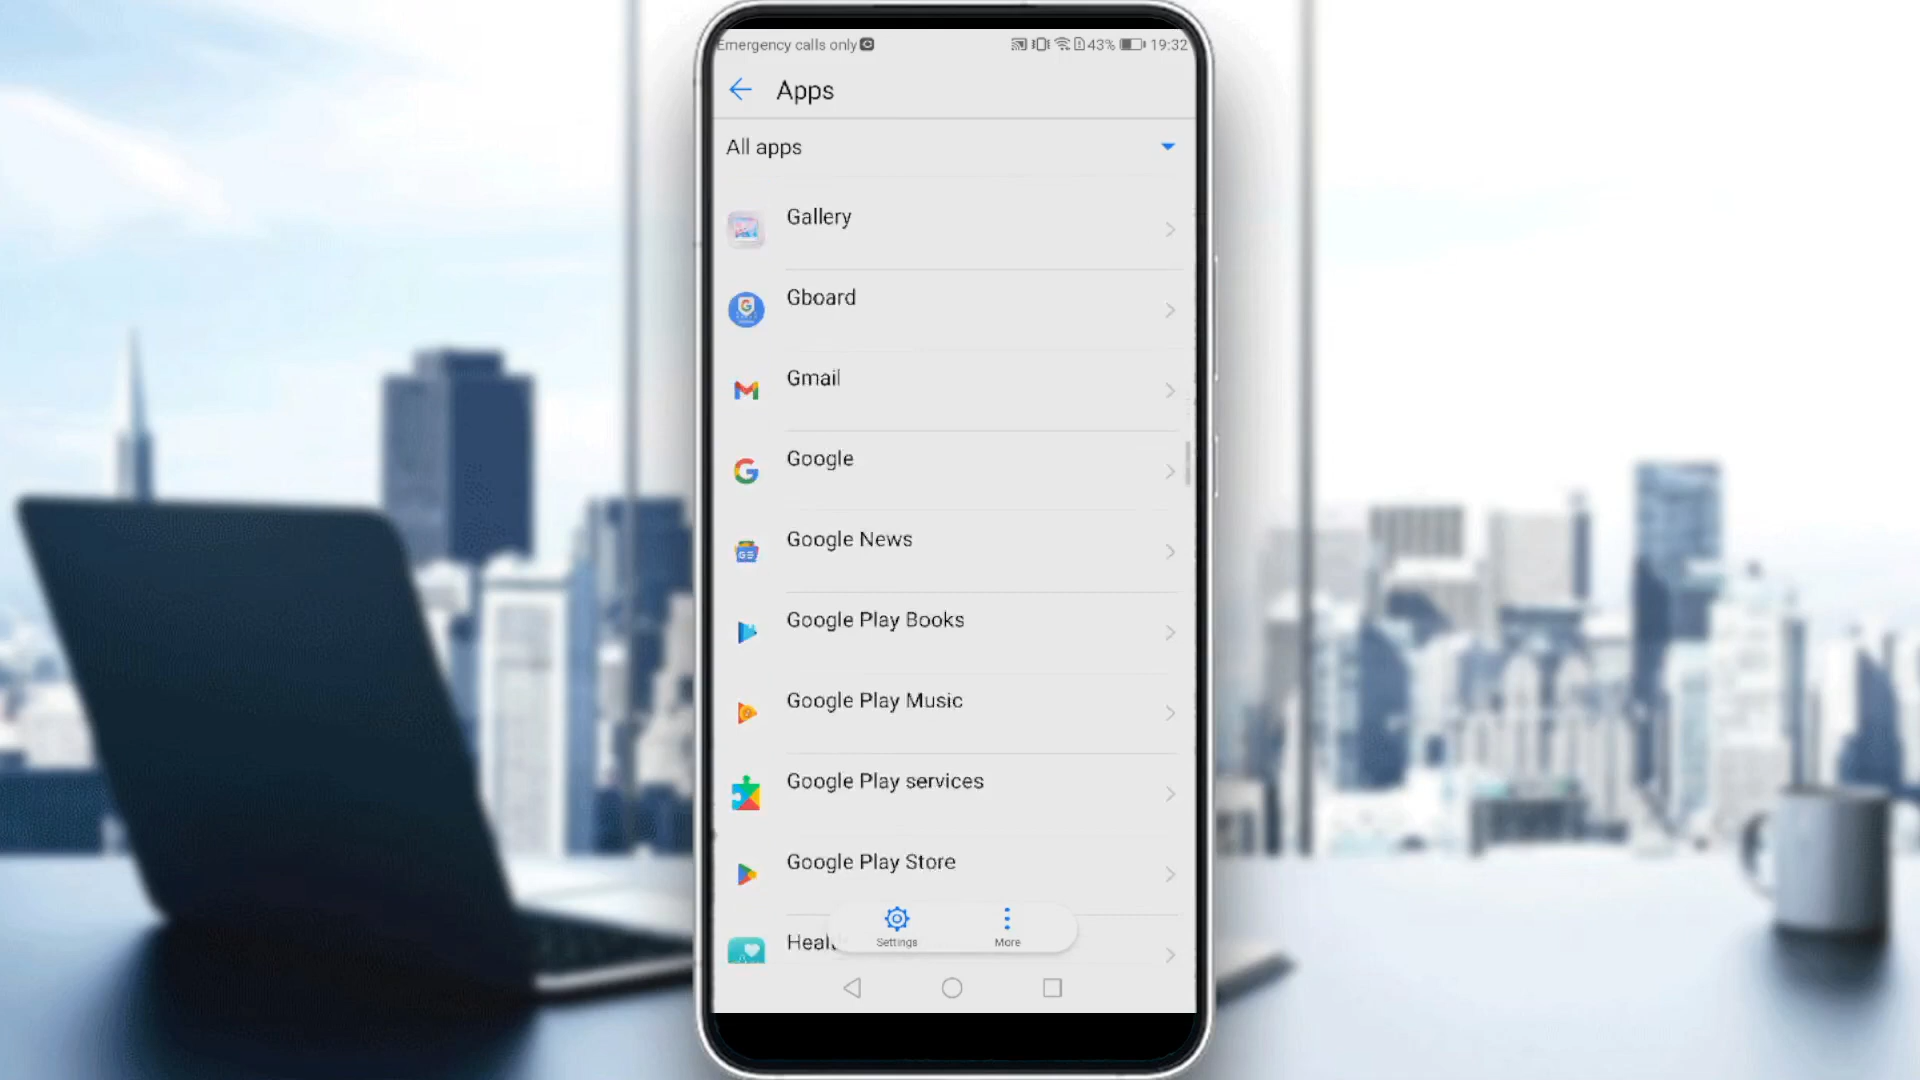 Emergency calls only 43% 19:32
Apps
All apps
Gallery
Gboard
Gmail
Google
Google News
Google Play Books
Google Play Music
Google Play services
Google Play Store
Settings
More